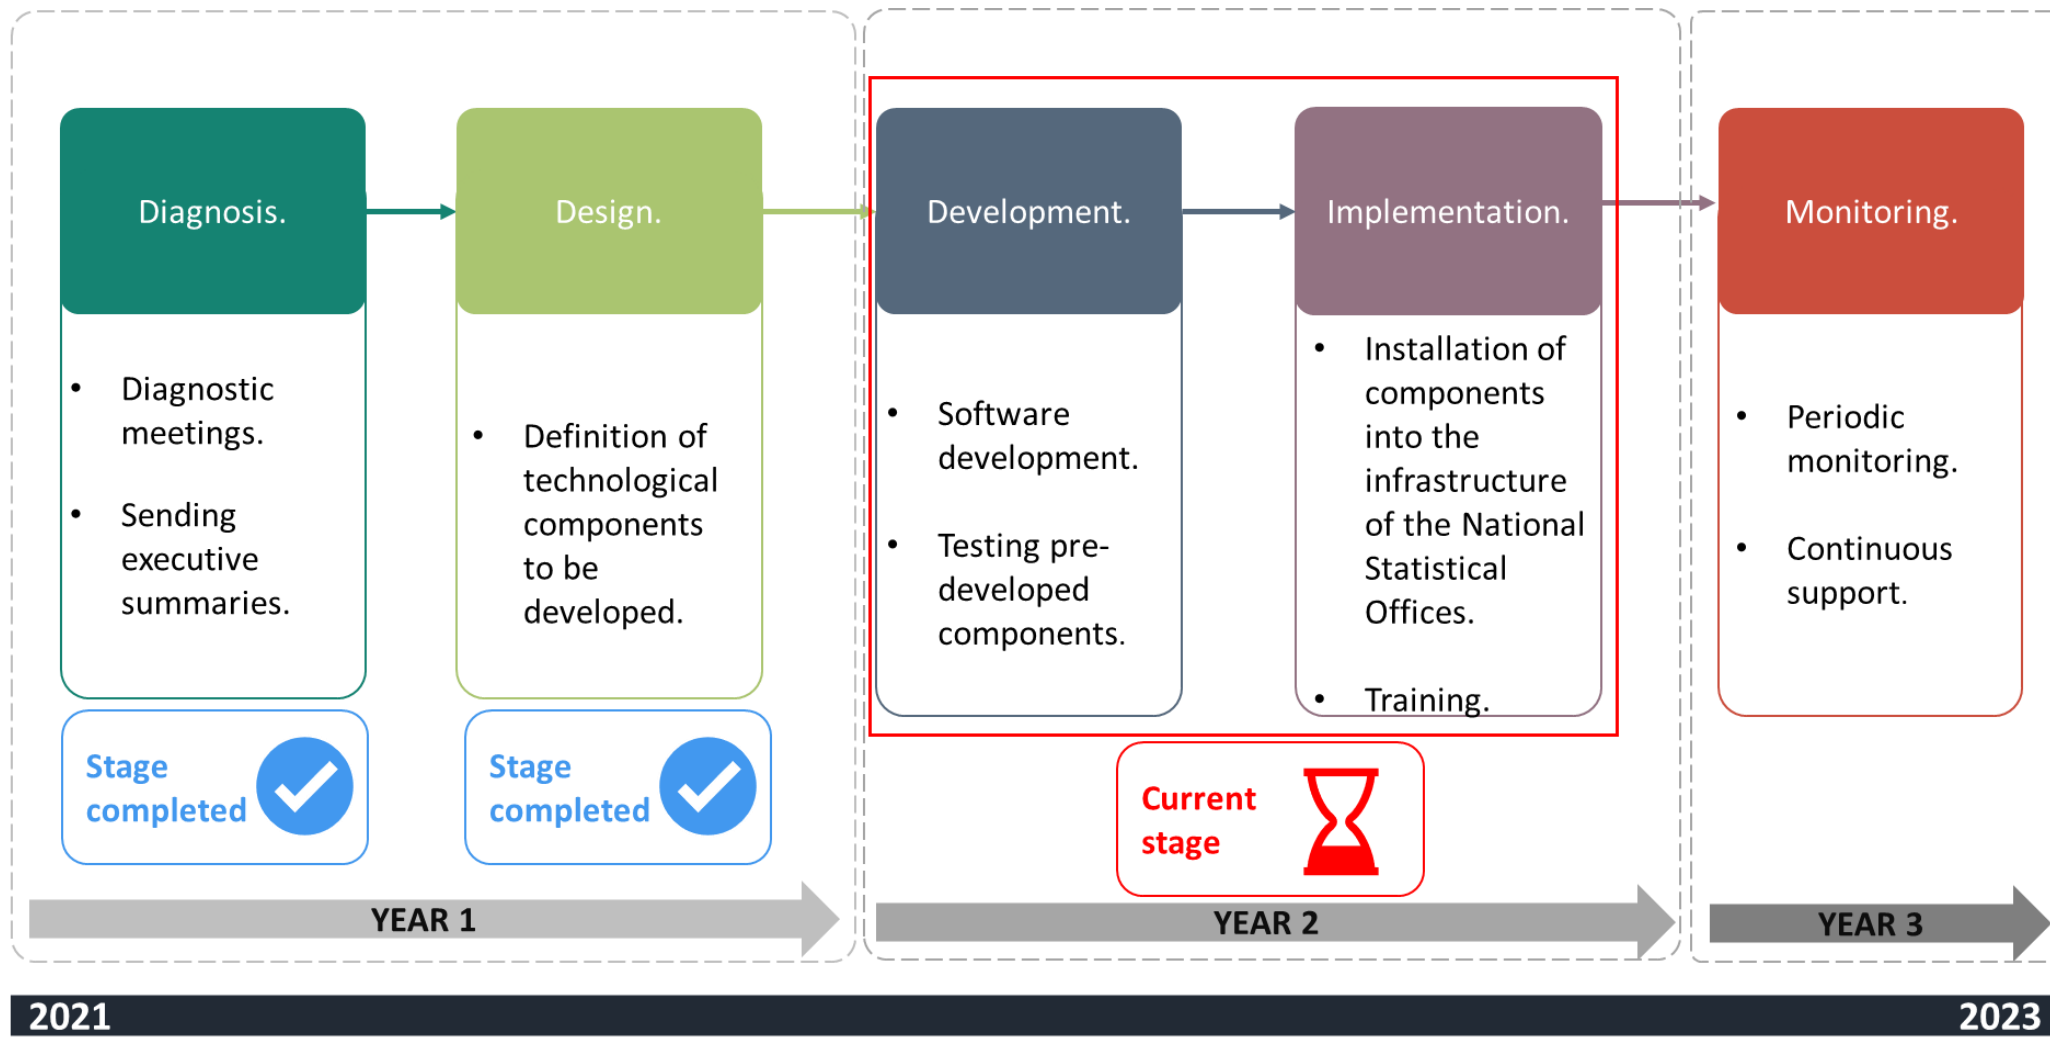 Diagnosis.
• Diagnostic
meetings.
• Sending
executive
summaries.
Stage
completed
Design.
• Definition of
technological
components
to be
developed.
Stage
completed
YEAR 1
Development.
• Software
development.
• Testing pre-
developed
components.
Implementation.
• Installation of
components
into the
infrastructure
of the National
Statistical
Offices.
• Training.
Current
stage
YEAR 2
Monitoring.
• Periodic
monitoring.
• Continuous
support.
YEAR 3
2021
2023